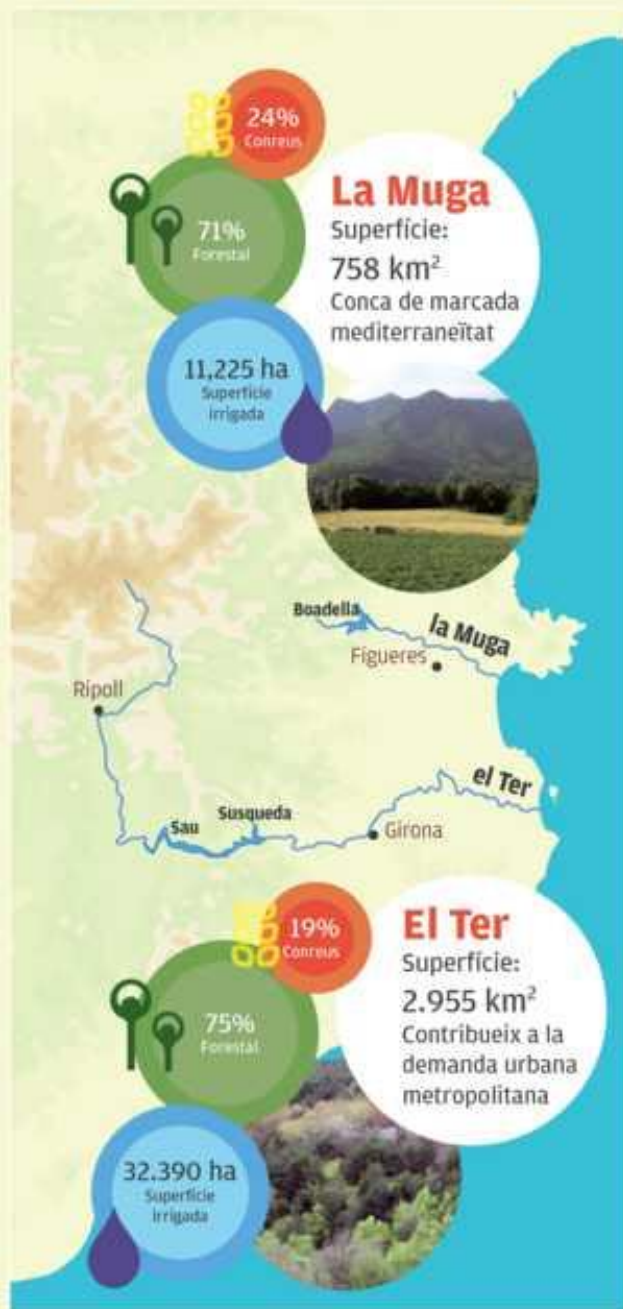 24%
Conreus
71%
Forestal
11,225 ha
Superfície
irrigada
La Muga
Superfície:
758 km²
Conca de marcada
mediterraneïtat
Boadella
la Muga
Figueres
Ripoll
el Ter
Susqueda
Sau
Girona
19%
Conreus
75%
Forestal
32.390 ha
Superfície
irrigada
El Ter
Superfície:
2.955 km²
Contribueix a la
demanda urbana
metropolitana